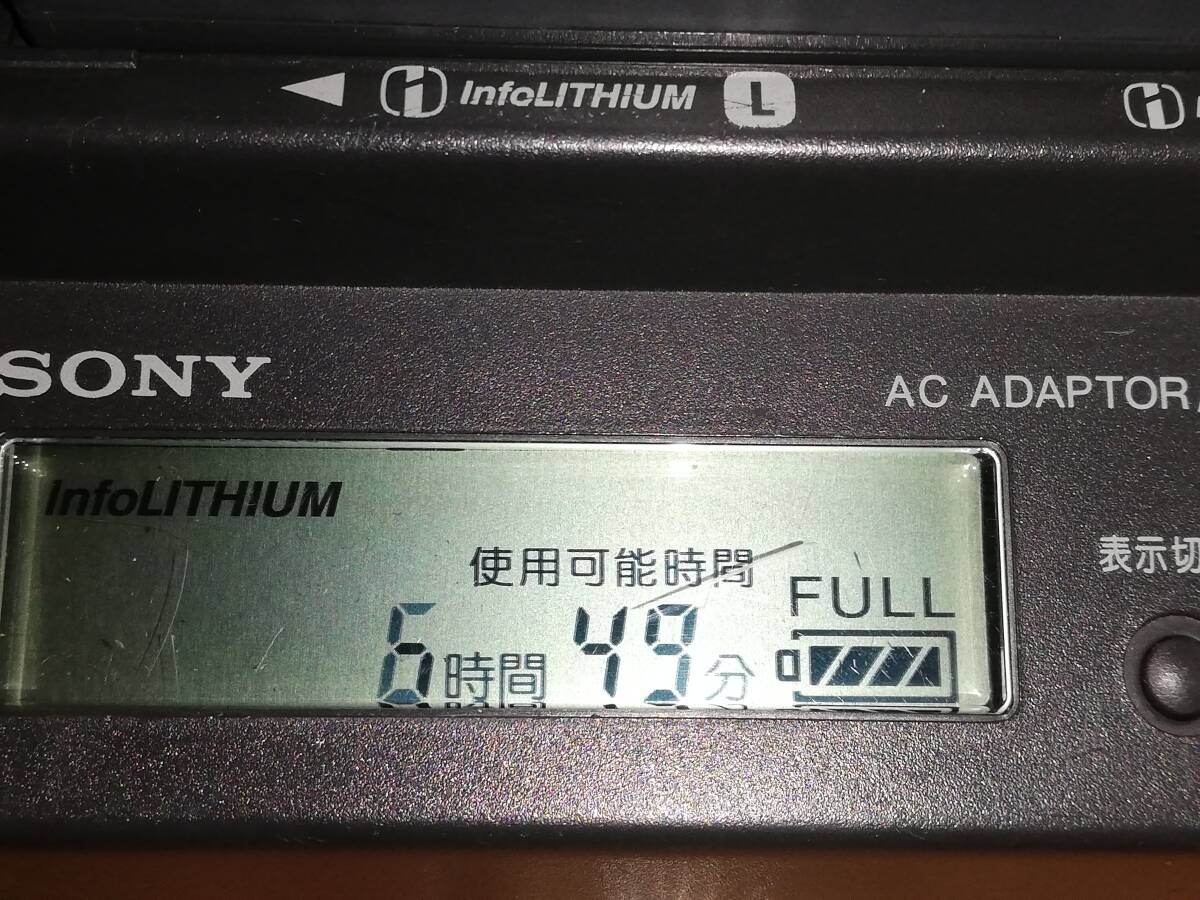 InfoLITHIUM L
SONY
AC ADAPTOR
InfoLITHIUM
使用可能時間
FULL
6時間 49分
表示切